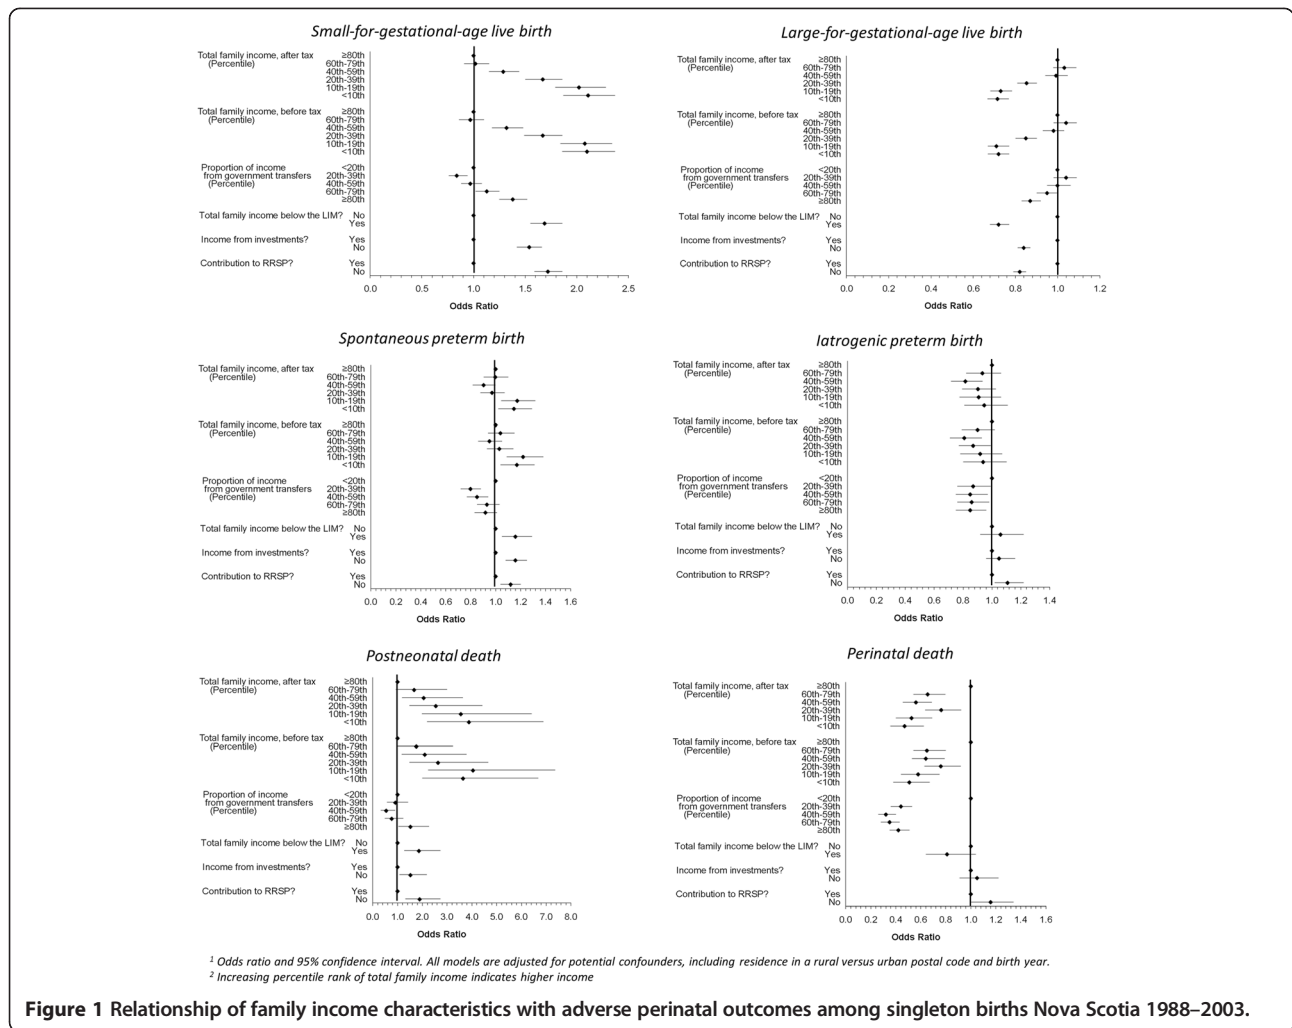 Small-for-gestational-age live birth
Total family income, after tax
(Percentile)
≥80th
60th-79th
40th-59th
20th-39th
10th-19th
<10th
Total family income, before tax
(Percentile)
≥80th
60th-79th
40th-59th
20th-39th
10th-19th
<10th
Proportion of income
from government transfers
(Percentile)
<20th
20th-39th
40th-59th
60th-79th
≥80th
Total family income below the LIM? No
Yes
Income from investments? Yes
No
Contribution to RRSP? Yes
No
0.0 0.5 1.0 1.5 2.0 2.5
Odds Ratio
Large-for-gestational-age live birth
Total family income, after tax
(Percentile)
≥80th
60th-79th
40th-59th
20th-39th
10th-19th
<10th
Total family income, before tax
(Percentile)
≥80th
60th-79th
40th-59th
20th-39th
10th-19th
<10th
Proportion of income
from government transfers
(Percentile)
<20th
20th-39th
40th-59th
60th-79th
≥80th
Total family income below the LIM? No
Yes
Income from investments? Yes
No
Contribution to RRSP? Yes
No
0.0 0.2 0.4 0.6 0.8 1.0 1.2
Odds Ratio
Spontaneous preterm birth
Total family income, after tax
(Percentile)
≥80th
60th-79th
40th-59th
20th-39th
10th-19th
<10th
Total family income, before tax
(Percentile)
≥80th
60th-79th
40th-59th
20th-39th
10th-19th
<10th
Proportion of income
from government transfers
(Percentile)
<20th
20th-39th
40th-59th
60th-79th
≥80th
Total family income below the LIM? No
Yes
Income from investments? Yes
No
Contribution to RRSP? Yes
No
0.0 0.2 0.4 0.6 0.8 1.0 1.2 1.4 1.6
Odds Ratio
Iatrogenic preterm birth
Total family income, after tax
(Percentile)
≥80th
60th-79th
40th-59th
20th-39th
10th-19th
<10th
Total family income, before tax
(Percentile)
≥80th
60th-79th
40th-59th
20th-39th
10th-19th
<10th
Proportion of income
from government transfers
(Percentile)
<20th
20th-39th
40th-59th
60th-79th
≥80th
Total family income below the LIM? No
Yes
Income from investments? Yes
No
Contribution to RRSP? Yes
No
0.0 0.2 0.4 0.6 0.8 1.0 1.2 1.4
Odds Ratio
Postneonatal death
Total family income, after tax
(Percentile)
≥80th
60th-79th
40th-59th
20th-39th
10th-19th
<10th
Total family income, before tax
(Percentile)
≥80th
60th-79th
40th-59th
20th-39th
10th-19th
<10th
Proportion of income
from government transfers
(Percentile)
<20th
20th-39th
40th-59th
60th-79th
≥80th
Total family income below the LIM? No
Yes
Income from investments? Yes
No
Contribution to RRSP? Yes
No
0.0 1.0 2.0 3.0 4.0 5.0 6.0 7.0 8.0
Odds Ratio
Perinatal death
Total family income, after tax
(Percentile)
≥80th
60th-79th
40th-59th
20th-39th
10th-19th
<10th
Total family income, before tax
(Percentile)
≥80th
60th-79th
40th-59th
20th-39th
10th-19th
<10th
Proportion of income
from government transfers
(Percentile)
<20th
20th-39th
40th-59th
60th-79th
≥80th
Total family income below the LIM? No
Yes
Income from investments? Yes
No
Contribution to RRSP? Yes
No
0.0 0.2 0.4 0.6 0.8 1.0 1.2 1.4 1.6
Odds Ratio
1 Odds ratio and 95% confidence interval. All models are adjusted for potential confounders, including residence in a rural versus urban postal code and birth year.
2 Increasing percentile rank of total family income indicates higher income
Figure 1 Relationship of family income characteristics with adverse perinatal outcomes among singleton births Nova Scotia 1988–2003.